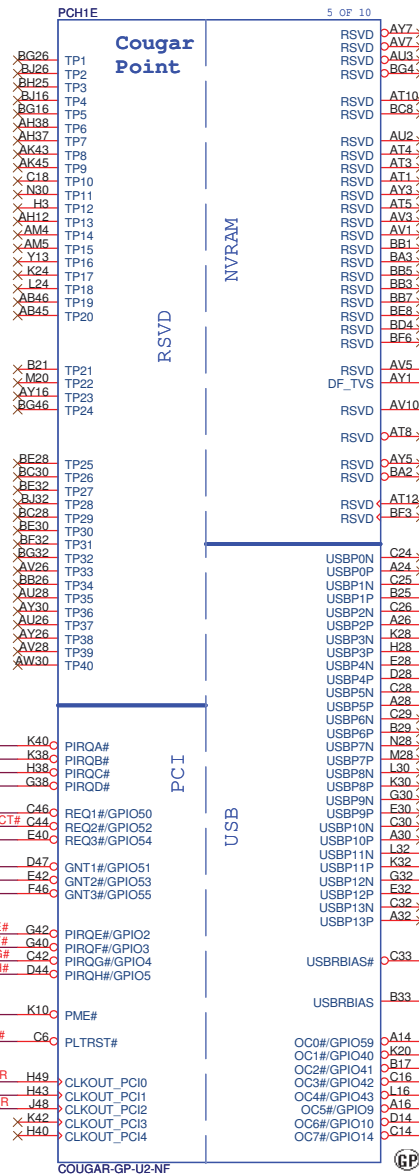 PCH1E 5 OF 10
Cougar
Point
BG26 TP1
BJ26 TP2
BH25 TP3
BJ16 TP4
BG16 TP5
AH38 TP6
AH37 TP7
AK43 TP8
AK45 TP9
C18 TP10
N30 TP11
H3 TP12
AH12 TP13
AM4 TP14
AM5 TP15
Y13 TP16
K24 TP17
L24 TP18
AB46 TP19
AB45 TP20
B21 TP21
M20 TP22
AY16 TP23
BG46 TP24
BE28 TP25
BC30 TP26
BE32 TP27
BJ32 TP28
BC28 TP29
BE30 TP30
BF32 TP31
BG32 TP32
AV26 TP33
BB26 TP34
AU28 TP35
AY30 TP36
AU26 TP37
AY26 TP38
AV28 TP39
AW30 TP40
RSVD
K40 PIRQA#
K38 PIRQB#
H38 PIRQC#
G38 PIRQD#
C46 REQ1#/GPIO50
CT# C44 REQ2#/GPIO52
E40 REQ3#/GPIO54
D47 GNT1#/GPIO51
E42 GNT2#/GPIO53
F46 GNT3#/GPIO55
G42 PIRQE#/GPIO2
G40 PIRQF#/GPIO3
C42 PIRQG#/GPIO4
D44 PIRQH#/GPIO5
K10 PME#
# C6 PLTRST#
R H49 CLKOUT_PCI0
H43 CLKOUT_PCI1
R J48 CLKOUT_PCI2
K42 CLKOUT_PCI3
H40 CLKOUT_PCI4
PCI
NVRAM
RSVD AY7
RSVD AV7
RSVD AU3
RSVD BG4
RSVD AT10
RSVD BC8
RSVD AU2
RSVD AT4
RSVD AT3
RSVD AT1
RSVD AY3
RSVD AT5
RSVD AV3
RSVD AV1
RSVD BB1
RSVD BA3
RSVD BB5
RSVD BB3
RSVD BB7
RSVD BE8
RSVD BD4
RSVD BF6
RSVD AV5
DF_TVS AY1
RSVD AV10
RSVD AT8
RSVD AY5
RSVD BA2
RSVD AT12
RSVD BF3
USB
USBP0N C24
USBP0P A24
USBP1N C25
USBP1P B25
USBP2N C26
USBP2P A26
USBP3N K28
USBP3P H28
USBP4N E28
USBP4P D28
USBP5N C28
USBP5P A28
USBP6N C29
USBP6P B29
USBP7N N28
USBP7P M28
USBP8N L30
USBP8P K30
USBP9N G30
USBP9P E30
USBP10N C30
USBP10P A30
USBP11N L32
USBP11P K32
USBP12N G32
USBP12P E32
USBP13N C32
USBP13P A32
USBRBIAS# C33
USBRBIAS B33
OC0#/GPIO59 A14
OC1#/GPIO40 K20
OC2#/GPIO41 B17
OC3#/GPIO42 C16
OC4#/GPIO43 L16
OC5#/GPIO9 A16
OC6#/GPIO10 D14
OC7#/GPIO14 C14
GP
COUGAR-GP-U2-NF